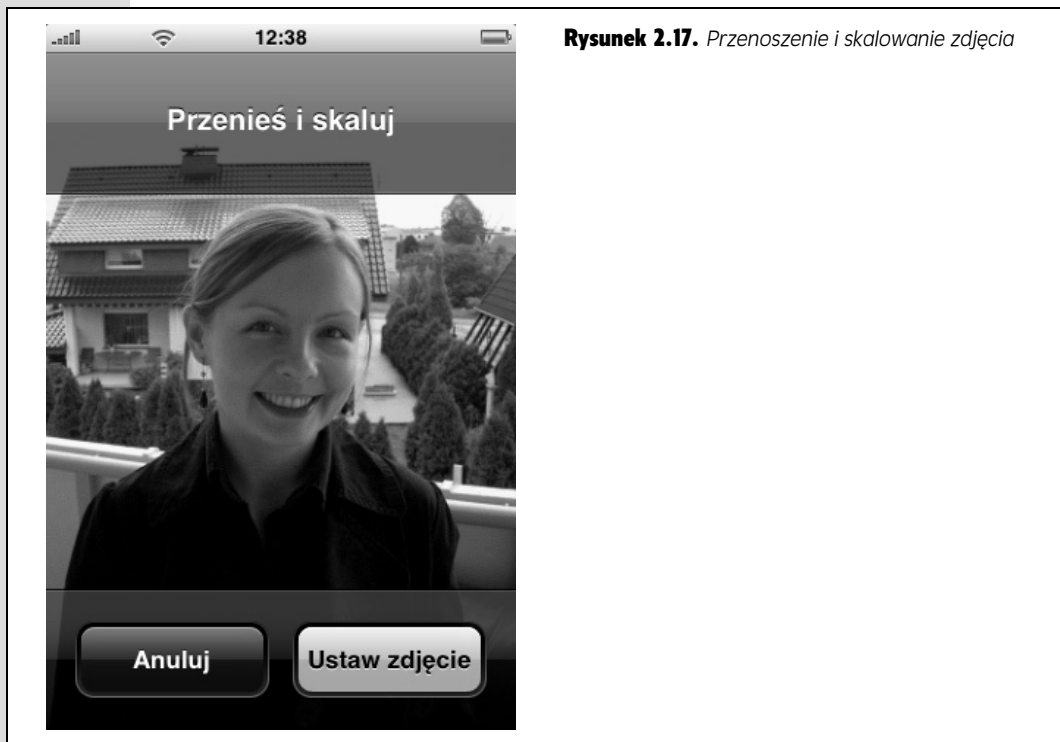 12:38
Rysunek 2.17. Przenoszenie i skalowanie zdjęcia
Przenieś i skaluj
Anuluj
Ustaw zdjęcie